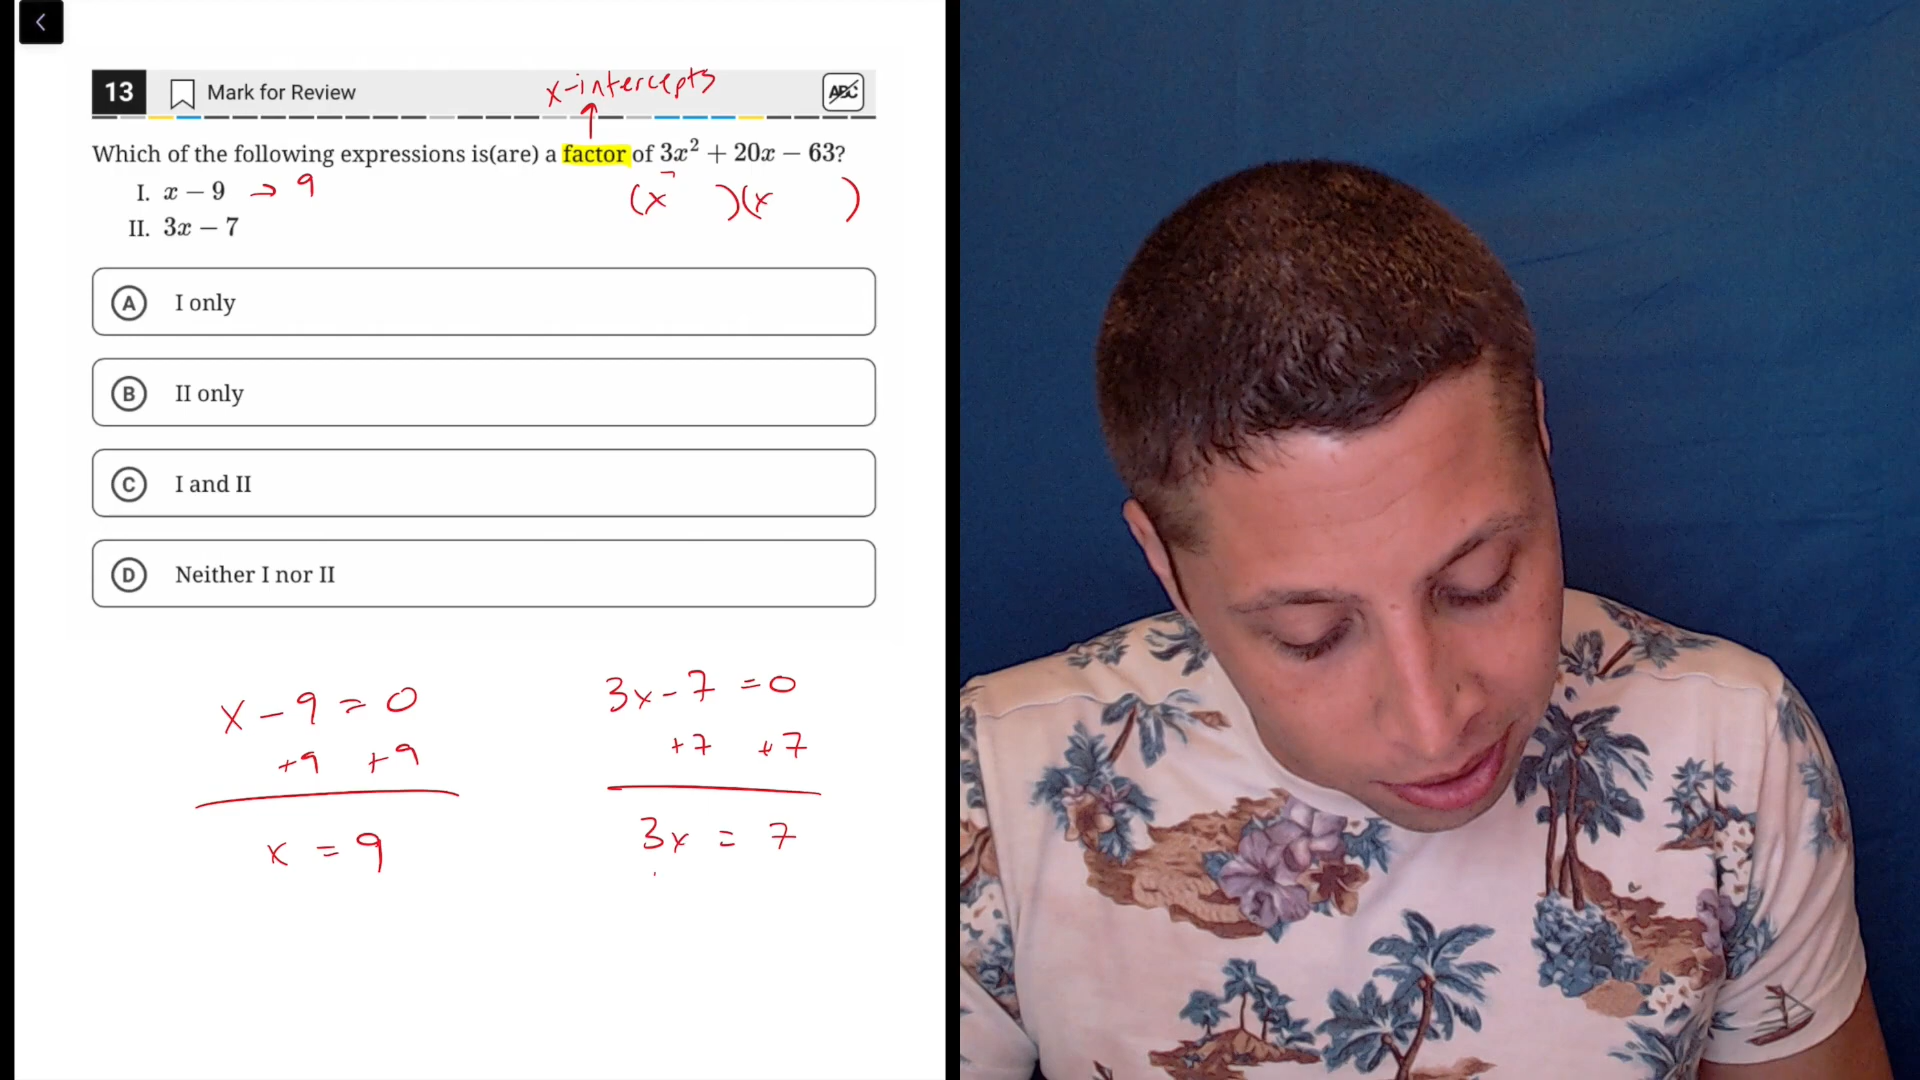 13 Mark for Review ABC
x-intercepts
Which of the following expressions is(are) a factor of 3x² + 20x − 63?
I. x − 9 → 9
(x )(x )
II. 3x − 7
A I only
B II only
C I and II
D Neither I nor II
x - 9 = 0
+9 +9
x = 9
3x - 7 = 0
+7 +7
3x = 7